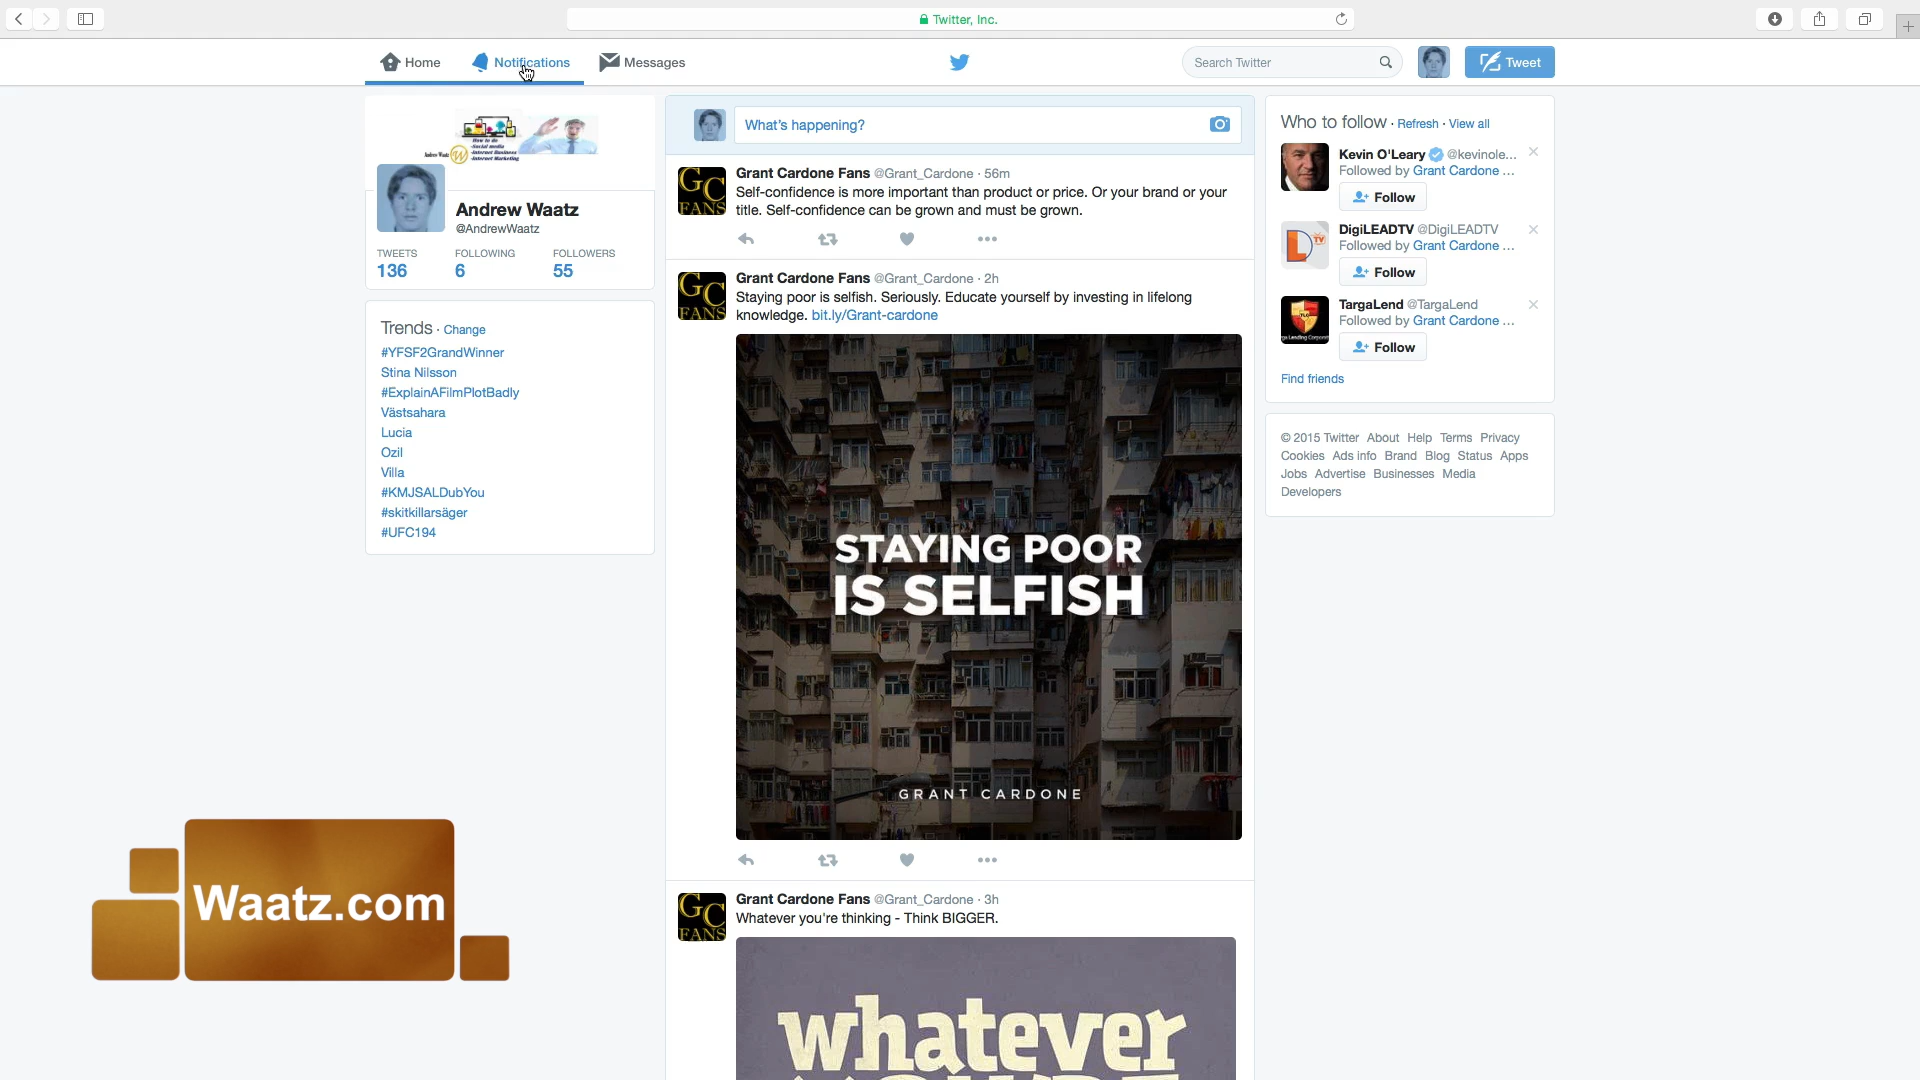 Twitter, Inc.
Home
Notifications
Messages
Search Twitter
Tweet
Andrew Waatz
@AndrewWaatz
TWEETS
136
FOLLOWING
6
FOLLOWERS
55
Trends · Change
#YFSF2GrandWinner
Stina Nilsson
#ExplainAFilmPlotBadly
Västsahara
Lucia
Ozil
Villa
#KMJSALDubYou
#skitkillarsäger
#UFC194
Waatz.com
What's happening?
GC
FANS
Grant Cardone Fans @Grant_Cardone · 56m
Self-confidence is more important than product or price. Or your brand or your
title. Self-confidence can be grown and must be grown.
GC
FANS
Grant Cardone Fans @Grant_Cardone · 2h
Staying poor is selfish. Seriously. Educate yourself by investing in lifelong
knowledge. bit.ly/Grant-cardone
STAYING POOR
IS SELFISH
GRANT CARDONE
GC
FANS
Grant Cardone Fans @Grant_Cardone · 3h
Whatever you're thinking - Think BIGGER.
whatever
Who to follow · Refresh · View all
Kevin O'Leary @kevinole...
Followed by Grant Cardone ...
Follow
DigiLEADTV @DigiLEADTV
Followed by Grant Cardone ...
Follow
TargaLend @TargaLend
Followed by Grant Cardone ...
Follow
Find friends
© 2015 Twitter About Help Terms Privacy
Cookies Ads info Brand Blog Status Apps
Jobs Advertise Businesses Media
Developers